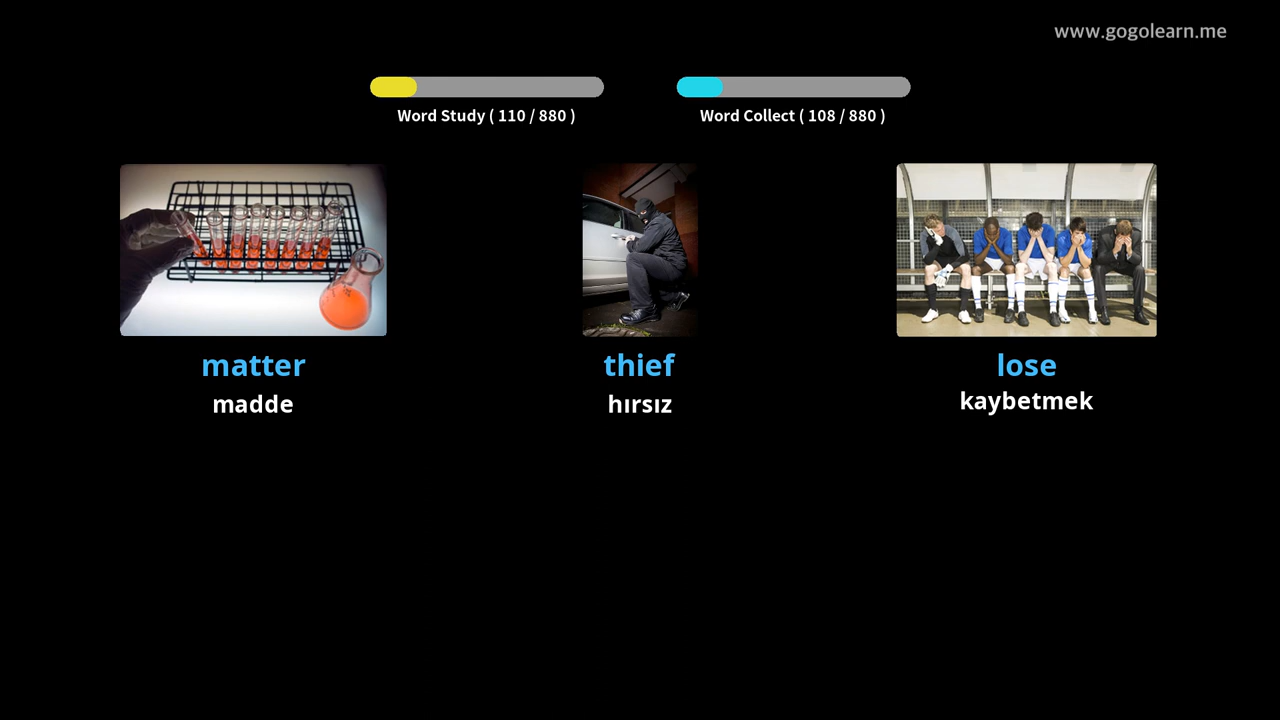 www.gogolearn.me
Word Study ( 110 / 880 )
Word Collect ( 108 / 880 )
matter
madde
thief
hırsız
lose
kaybetmek